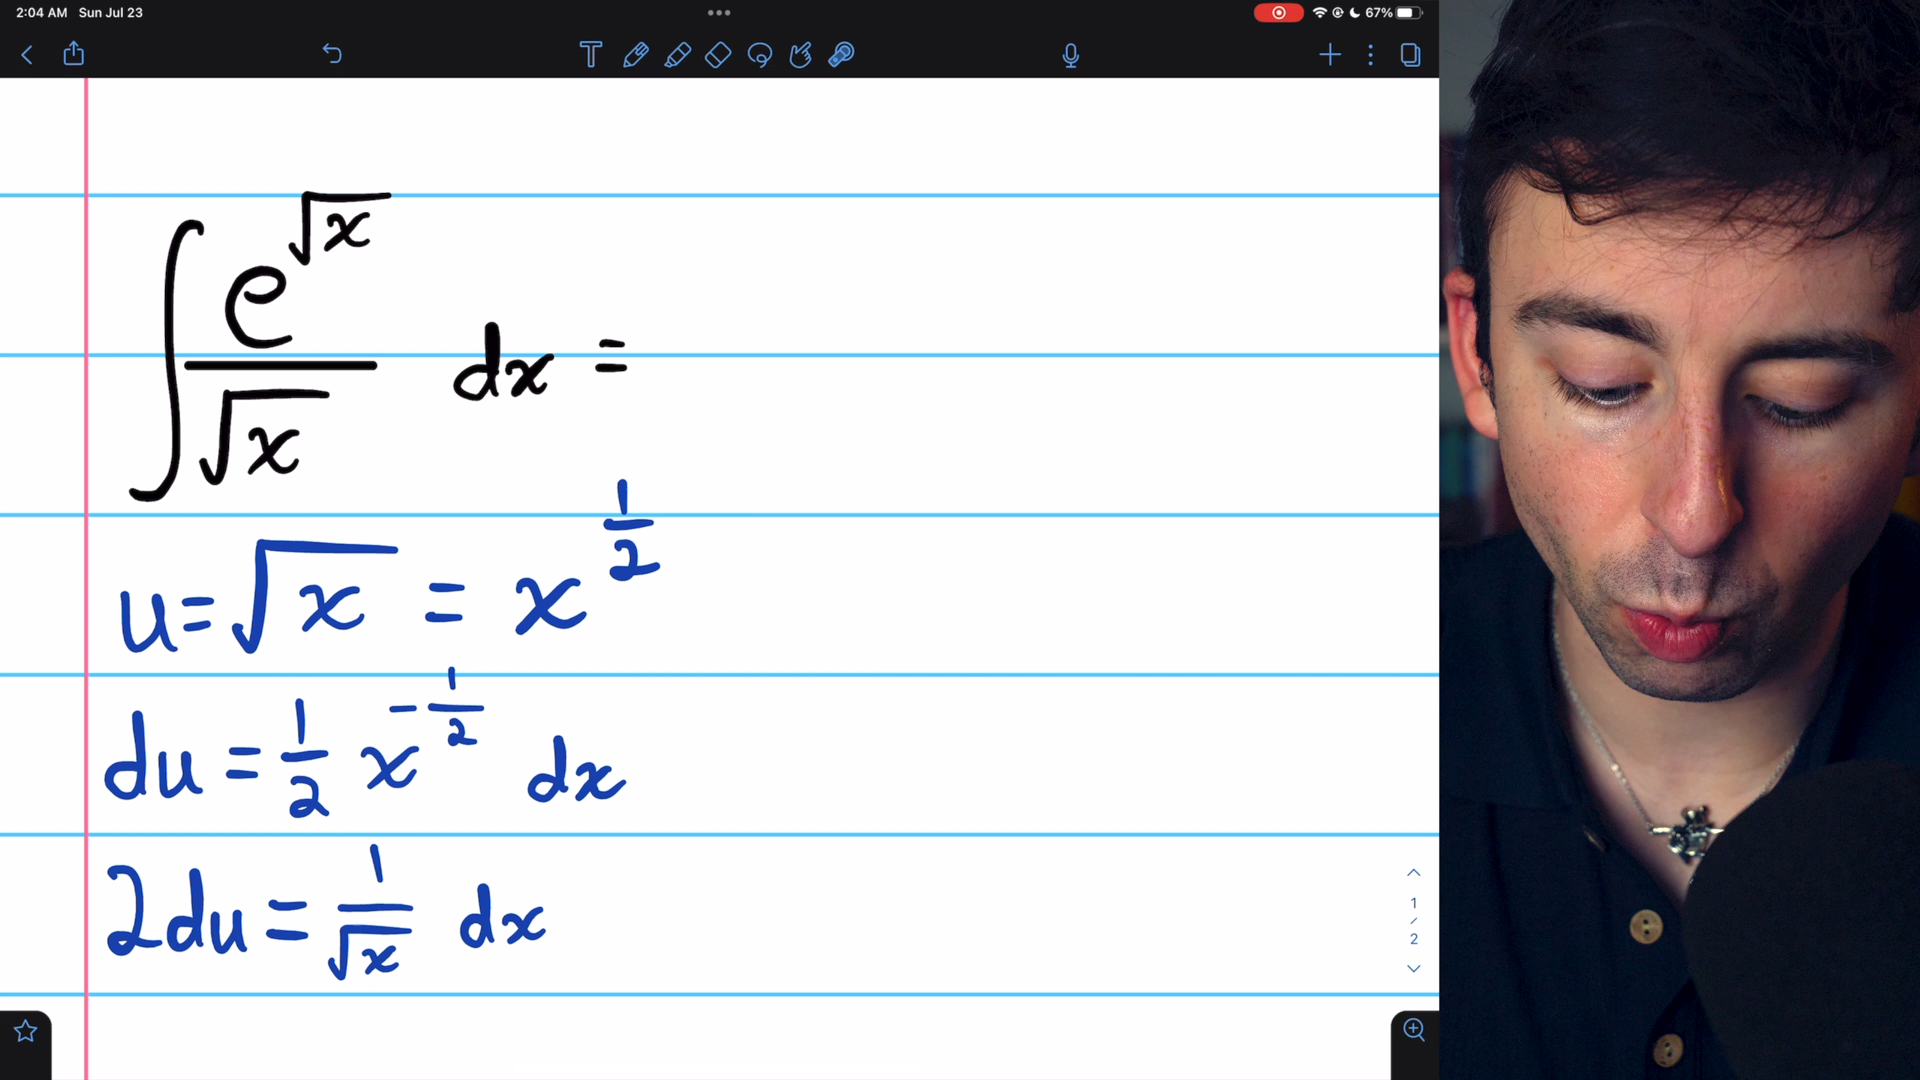 2:04 AM Sun Jul 23
67%
∫ e^√x / √x dx =
u = √x = x^(1/2)
du = 1/2 x^(-1/2) dx
2du = 1/√x dx
1
/
2